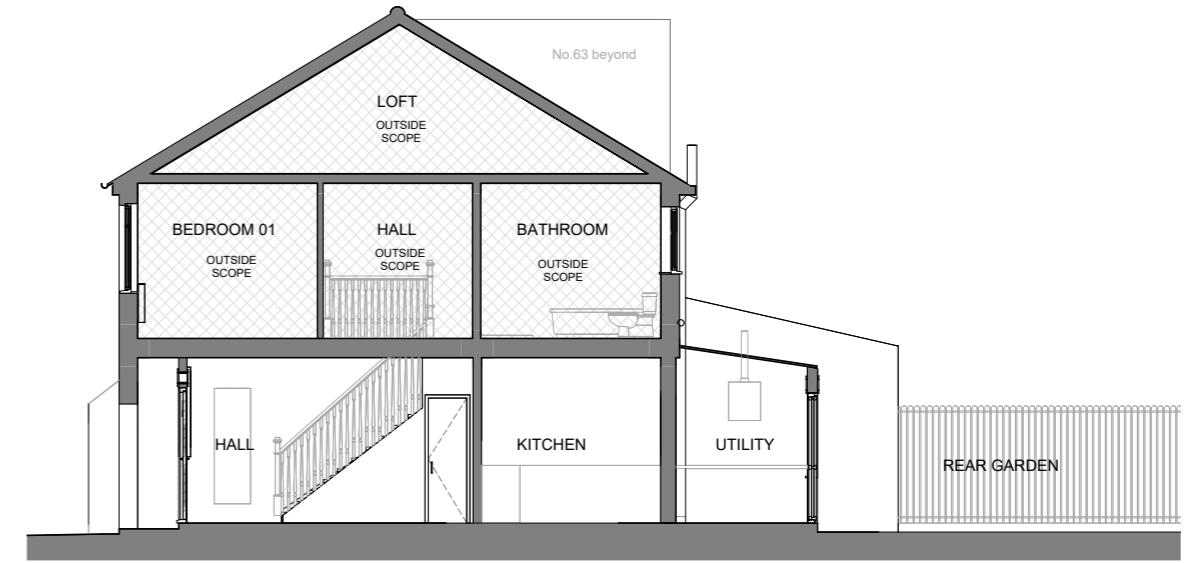 No.63 beyond
LOFT
OUTSIDE
SCOPE
BEDROOM 01
OUTSIDE
SCOPE
HALL
OUTSIDE
SCOPE
BATHROOM
OUTSIDE
SCOPE
HALL
KITCHEN
UTILITY
REAR GARDEN